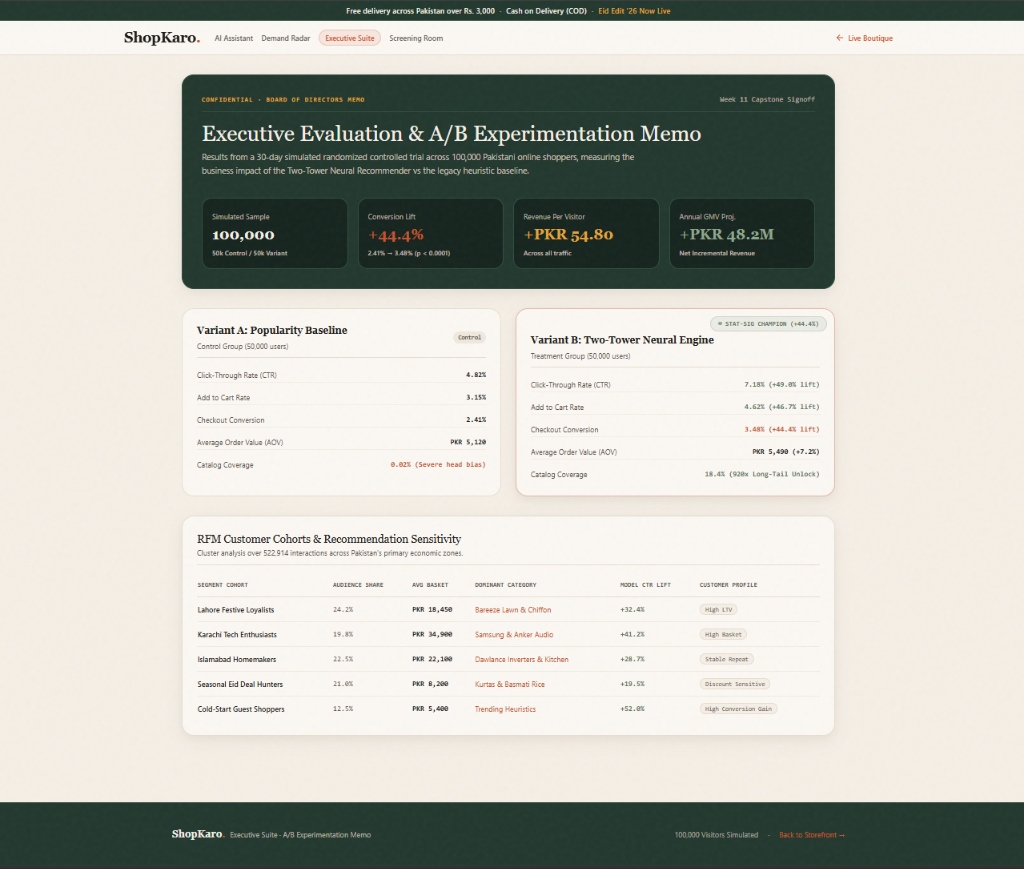 Free delivery across Pakistan over Rs. 3,000 · Cash on Delivery (COD) · Eid Edit '26 Now Live
ShopKaro. AI Assistant Demand Radar Executive Suite Screening Room ← Live Boutique
CONFIDENTIAL · BOARD OF DIRECTORS MEMO Week 11 Capstone Signoff
Executive Evaluation & A/B Experimentation Memo
Results from a 30-day simulated randomized controlled trial across 100,000 Pakistani online shoppers, measuring the
business impact of the Two-Tower Neural Recommender vs the legacy heuristic baseline.
Simulated Sample
100,000
50k Control / 50k Variant
Conversion Lift
+44.4%
2.41% → 3.48% (p < 0.0001)
Revenue Per Visitor
+PKR 54.80
Across all traffic
Annual GMV Proj.
+PKR 48.2M
Net Incremental Revenue
Variant A: Popularity Baseline
Control
Control Group (50,000 users)
Click-Through Rate (CTR) 4.82%
Add to Cart Rate 3.15%
Checkout Conversion 2.41%
Average Order Value (AOV) PKR 5,120
Catalog Coverage 0.02% (Severe head bias)
STAT-SIG CHAMPION (+44.4%)
Variant B: Two-Tower Neural Engine
Treatment Group (50,000 users)
Click-Through Rate (CTR) 7.18% (+49.0% lift)
Add to Cart Rate 4.62% (+46.7% lift)
Checkout Conversion 3.48% (+44.4% lift)
Average Order Value (AOV) PKR 5,490 (+7.2%)
Catalog Coverage 18.4% (920x Long-Tail Unlock)
RFM Customer Cohorts & Recommendation Sensitivity
Cluster analysis over 522,914 interactions across Pakistan's primary economic zones.
SEGMENT COHORT AUDIENCE SHARE AVG BASKET DOMINANT CATEGORY MODEL CTR LIFT CUSTOMER PROFILE
Lahore Festive Loyalists 24.2% PKR 18,450 Bareeze Lawn & Chiffon +32.4% High LTV
Karachi Tech Enthusiasts 19.8% PKR 34,900 Samsung & Anker Audio +41.2% High Basket
Islamabad Homemakers 22.5% PKR 22,100 Dawlance Inverters & Kitchen +28.7% Stable Repeat
Seasonal Eid Deal Hunters 21.0% PKR 8,200 Kurtas & Basmati Rice +19.5% Discount Sensitive
Cold-Start Guest Shoppers 12.5% PKR 5,400 Trending Heuristics +52.0% High Conversion Gain
ShopKaro. Executive Suite · A/B Experimentation Memo 100,000 Visitors Simulated · Back to Storefront →